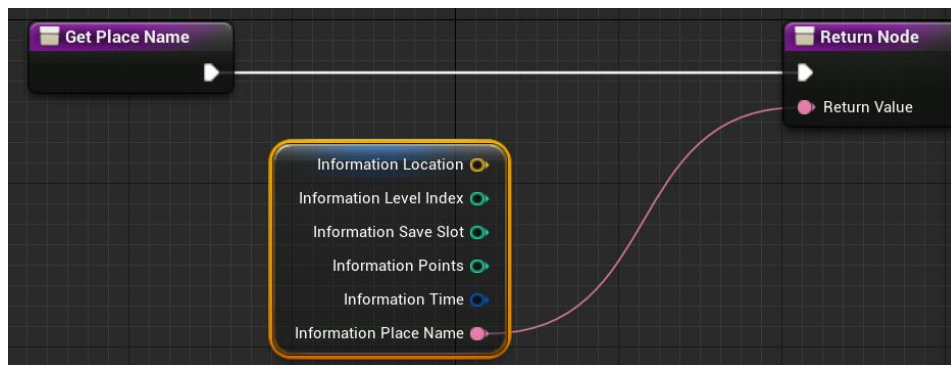 Get Place Name
Return Node
Return Value
Information Location
Information Level Index
Information Save Slot
Information Points
Information Time
Information Place Name